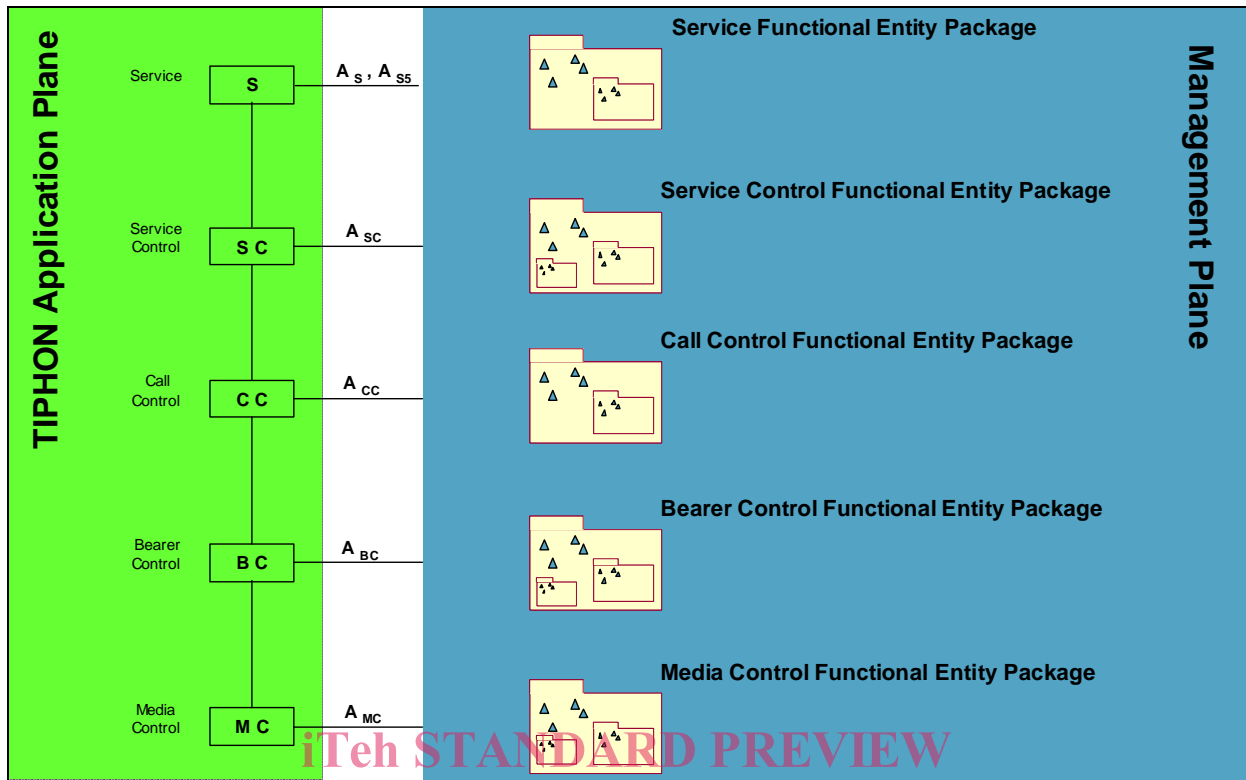 TIPHON Application Plane
Service
S
A S , A S5
Service Functional Entity Package
Management Plane
Service
Control
S C
A SC
Service Control Functional Entity Package
Call
Control
C C
A CC
Call Control Functional Entity Package
Bearer
Control
B C
A BC
Bearer Control Functional Entity Package
Media
Control
M C
A MC
Media Control Functional Entity Package
iTeh STANDARD PREVIEW